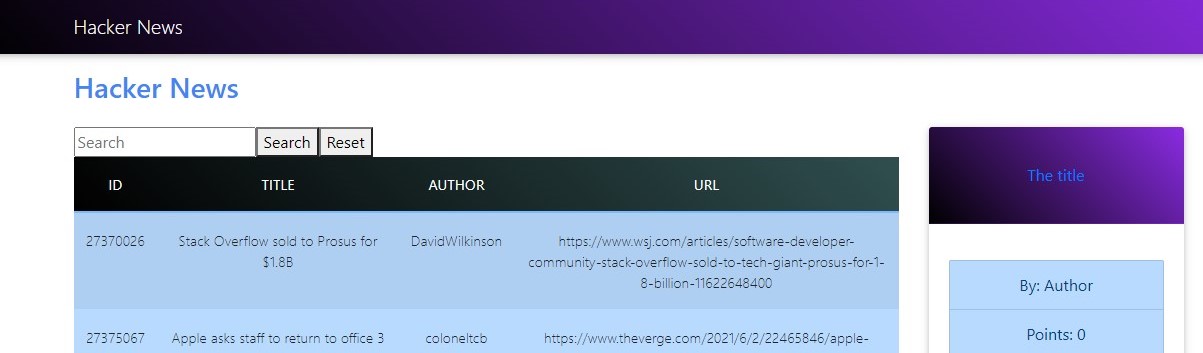 Hacker News
Hacker News
Search Search Reset
ID TITLE AUTHOR URL
27370026 Stack Overflow sold to Prosus for DavidWilkinson https://www.wsj.com/articles/software-developer-
$1.8B community-stack-overflow-sold-to-tech-giant-prosus-for-1-
8-billion-11622648400
27375067 Apple asks staff to return to office 3 coloneltcb https://www.theverge.com/2021/6/2/22465846/apple-
The title
By: Author
Points: 0